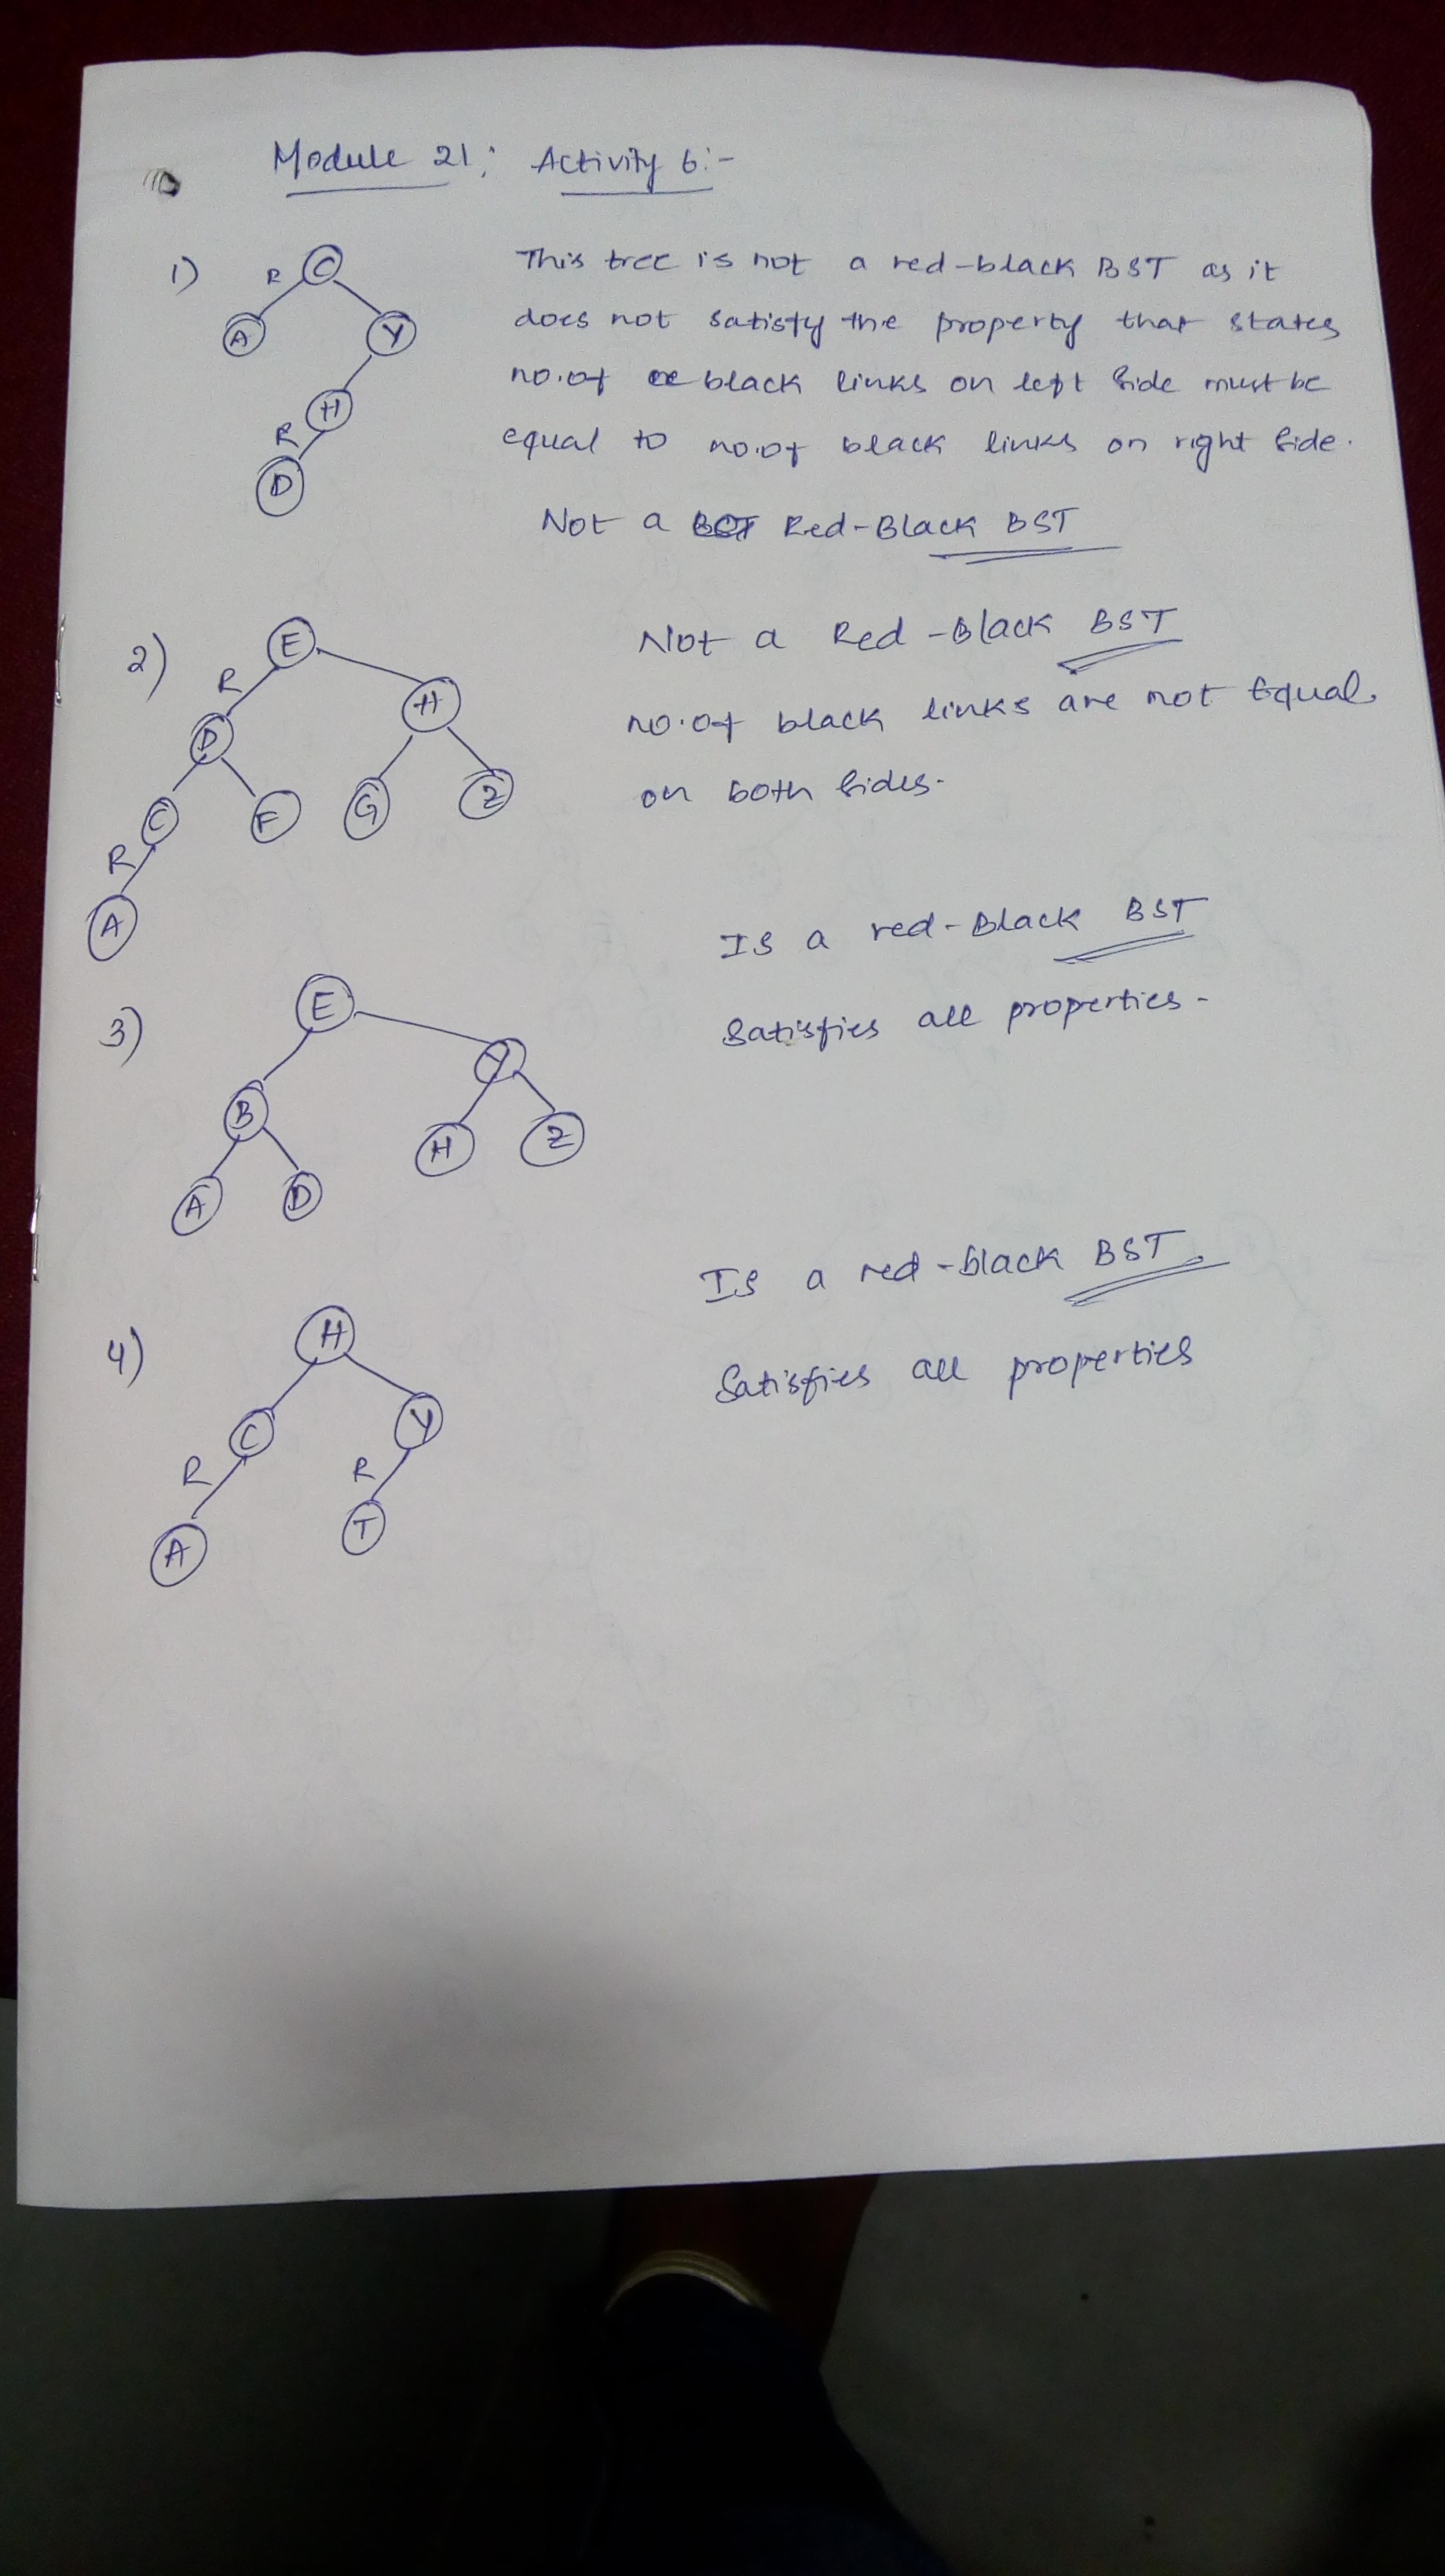 Module 21: Activity 6:-
1)
C
R
A
Y
H
R
D
This tree is not a red-black BST as it
does not satisfy the property that states
no.of black links on left side must be
equal to no.of black links on right side.
Not a Red-Black BST
2)
E
R
D
H
C
F
G
Z
R
A
Not a Red-Black BST
no.of black links are not Equal
on both sides.
3)
E
B
A
D
H
Z
Is a red-Black BST
Satisfies all properties.
4)
H
C
Y
R
R
A
T
Is a red-black BST
Satisfies all properties